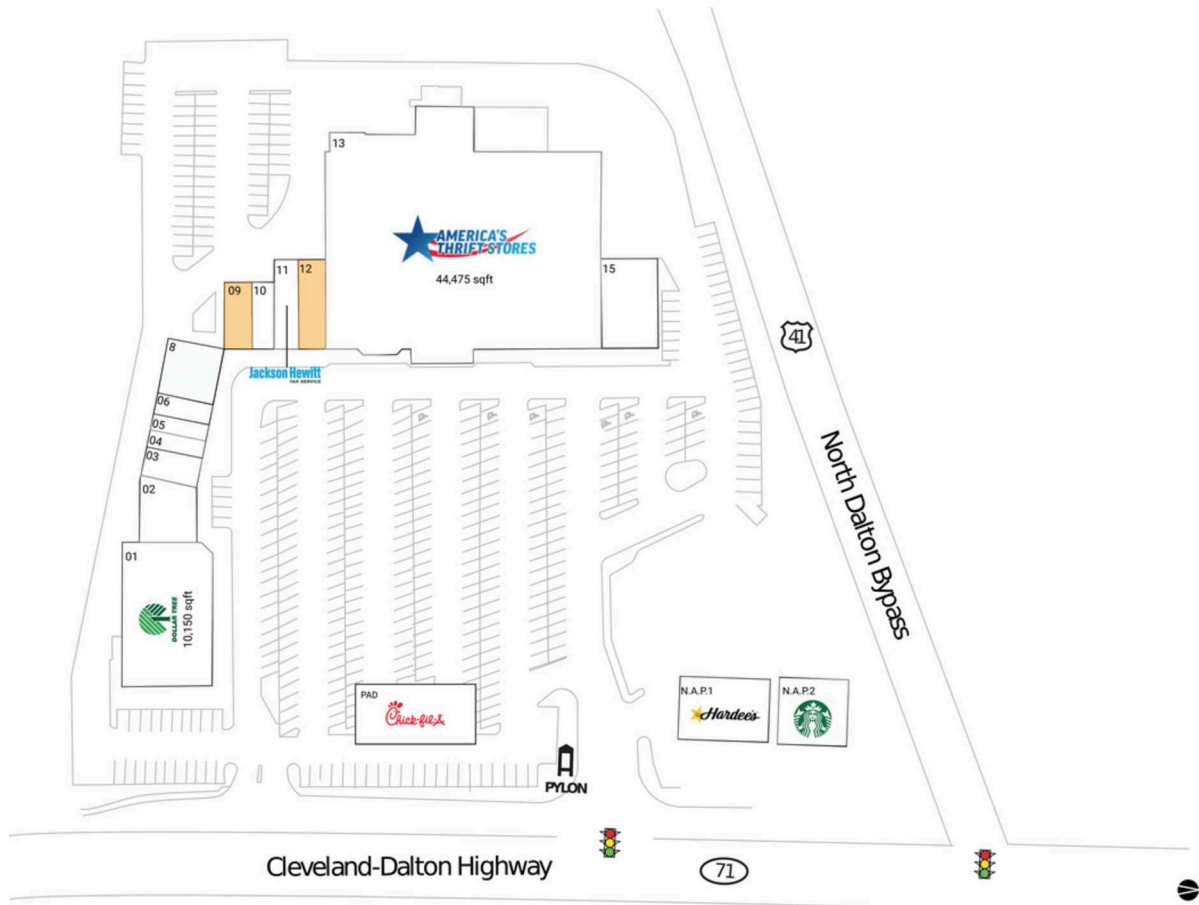 13
AMERICA'S
THRIFT STORES
44,475 sqft
15
11
12
09
10
Jackson Hewitt
TAX SERVICE
8
06
05
04
03
02
01
DOLLAR TREE
10,150 sqft
41
North Dalton Bypass
PAD
Chick-fil-A
N.A.P.1
Hardee's
N.A.P.2
PYLON
Cleveland-Dalton Highway
71